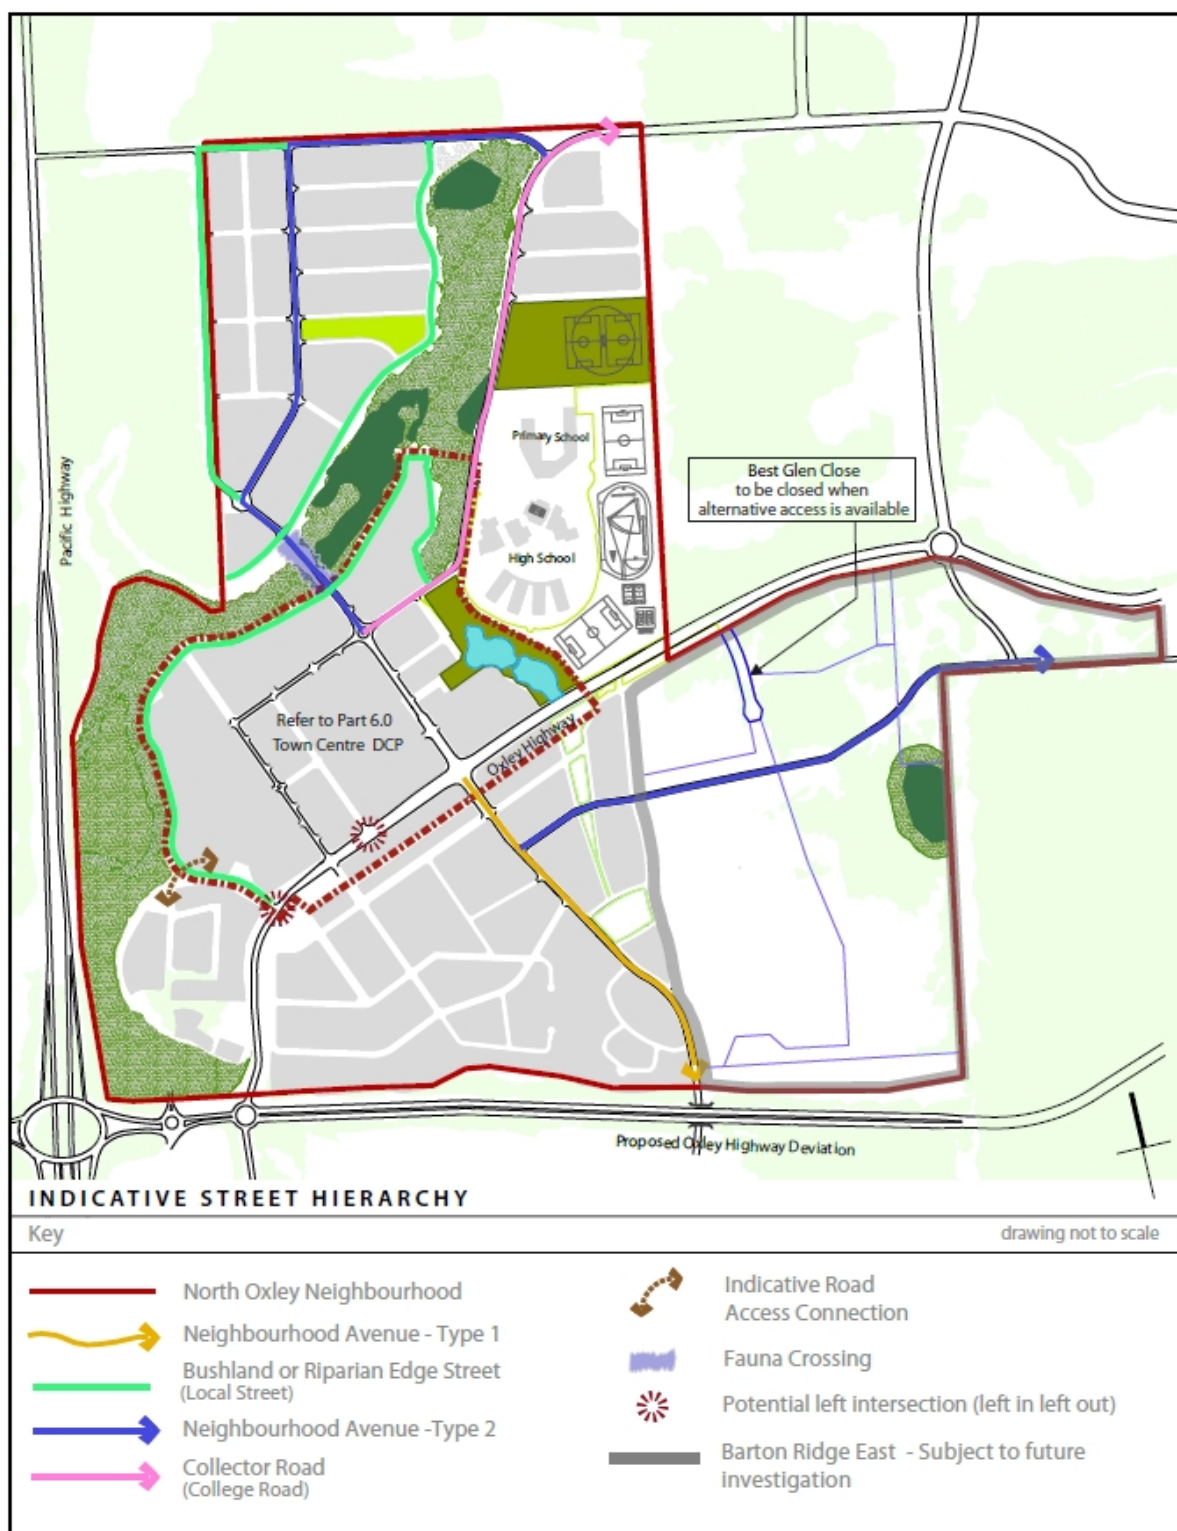 Pacific Highway
Primary School
High School
Best Glen Close
to be closed when
alternative access is available
Refer to Part 6.0
Town Centre DCP
Oxley Highway
Proposed Oxley Highway Deviation
INDICATIVE STREET HIERARCHY
Key
drawing not to scale
North Oxley Neighbourhood
Neighbourhood Avenue - Type 1
Bushland or Riparian Edge Street
(Local Street)
Neighbourhood Avenue -Type 2
Collector Road
(College Road)
Indicative Road
Access Connection
Fauna Crossing
Potential left intersection (left in left out)
Barton Ridge East - Subject to future
investigation